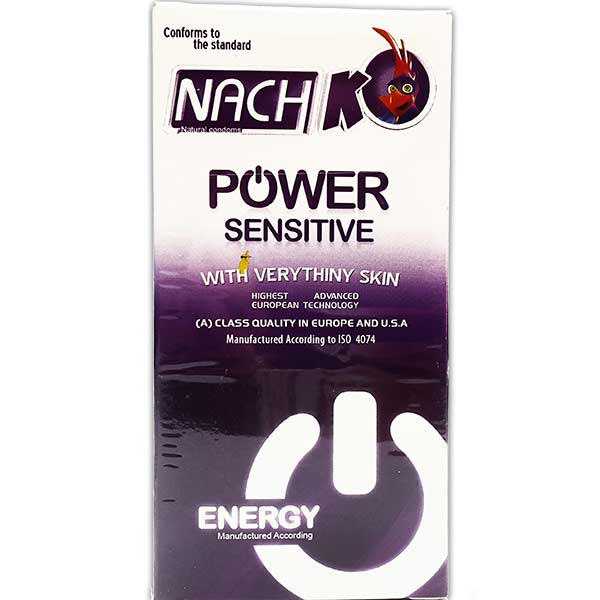 Conforms to
the standard
NACH KO
Natural condoms
POWER
SENSITIVE
WITH VERYTHINY SKIN
HIGHEST ADVANCED
EUROPEAN TECHNOLOGY
(A) CLASS QUALITY IN EUROPE AND U.S.A
Manufactured According to ISO 4074
ENERGY
Manufactured According